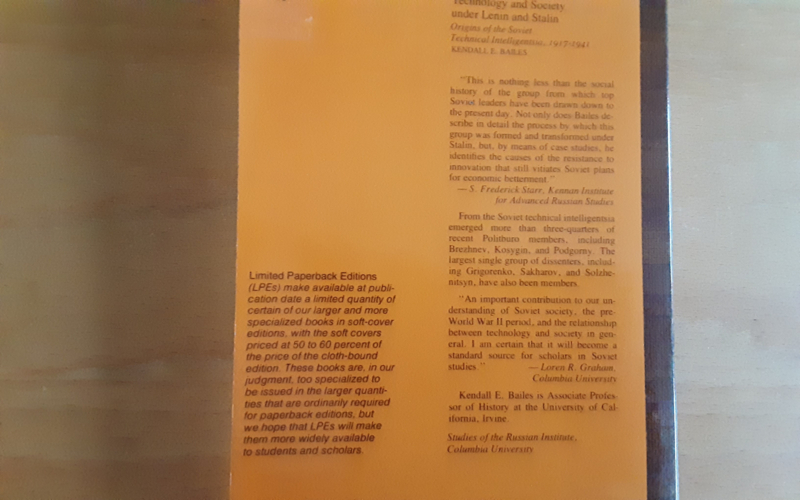 Technology and Society
under Lenin and Stalin
Origins of the Soviet
Technical Intelligentsia, 1917-1941
KENDALL E. BAILES
"This is nothing less than the social
history of the group from which top
Soviet leaders have been drawn down to
the present day. Not only does Bailes de-
scribe in detail the process by which this
group was formed and transformed under
Stalin, but, by means of case studies, he
identifies the causes of the resistance to
innovation that still vitiates Soviet plans
for economic betterment."
— S. Frederick Starr, Kennan Institute
for Advanced Russian Studies
From the Soviet technical intelligentsia
emerged more than three-quarters of
recent Politburo members, including
Brezhnev, Kosygin, and Podgorny. The
largest single group of dissenters, includ-
ing Grigorenko, Sakharov, and Solzhe-
nitsyn, have also been members.
"An important contribution to our un-
derstanding of Soviet society, the pre-
World War II period, and the relationship
between technology and society in gen-
eral. I am certain that it will become a
standard source for scholars in Soviet
studies." — Loren R. Graham,
Columbia University
Kendall E. Bailes is Associate Profes-
sor of History at the University of Cal-
ifornia, Irvine.
Studies of the Russian Institute,
Columbia University
Limited Paperback Editions
(LPEs) make available at publi-
cation date a limited quantity of
certain of our larger and more
specialized books in soft-cover
editions, with the soft covers
priced at 50 to 60 percent of
the price of the cloth-bound
edition. These books are, in our
judgment, too specialized to
be issued in the larger quanti-
ties that are ordinarily required
for paperback editions, but
we hope that LPEs will make
them more widely available
to students and scholars.